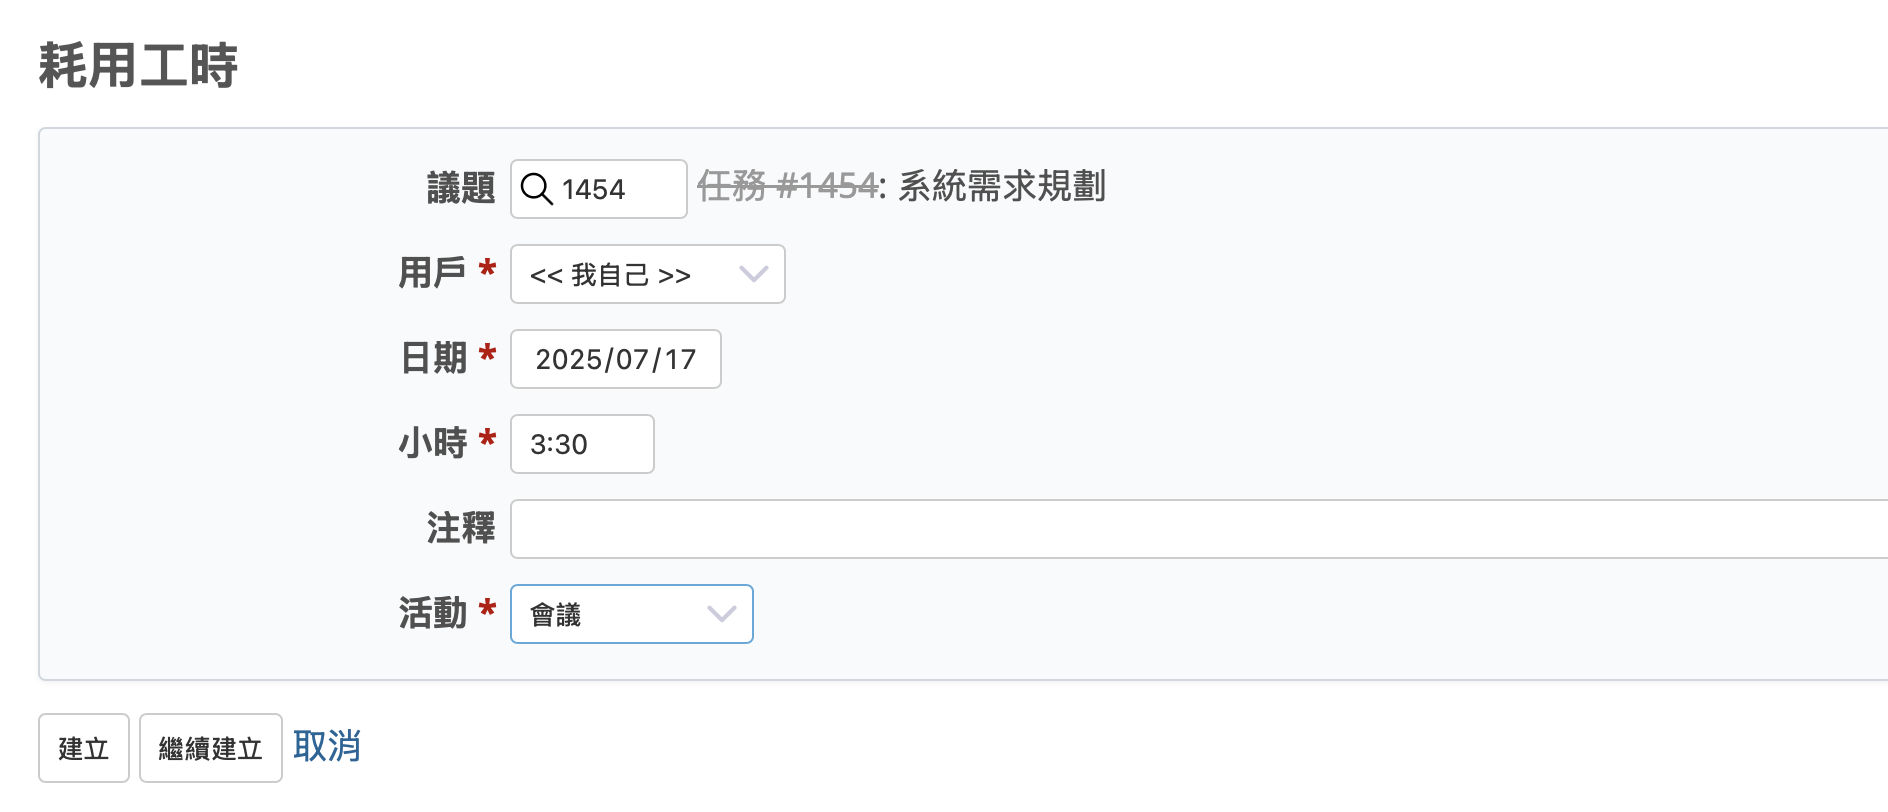 耗用工時
議題 1454 任務 #1454: 系統需求規劃
用戶 * << 我自己 >>
日期 * 2025/07/17
小時 * 3:30
注釋
活動 * 會議
建立 繼續建立 取消